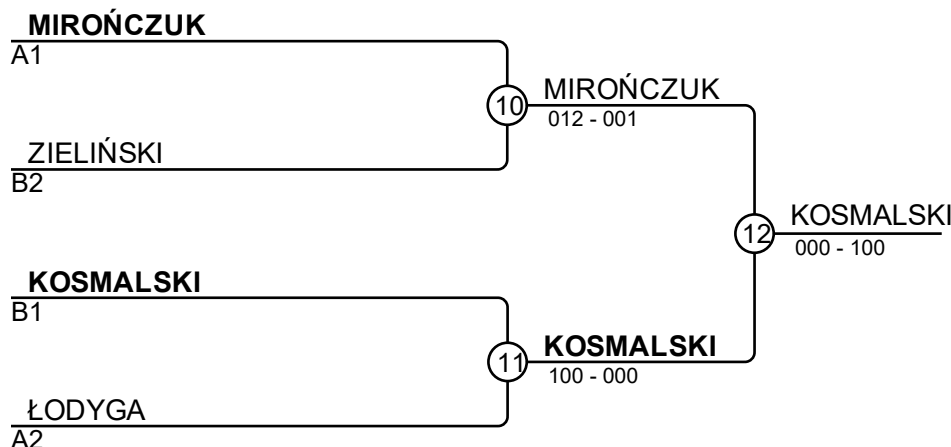 MIROŃCZUK
A1
10
MIROŃCZUK
012 - 001
ZIELIŃSKI
B2
12
KOSMALSKI
000 - 100
KOSMALSKI
B1
11
KOSMALSKI
100 - 000
ŁODYGA
A2